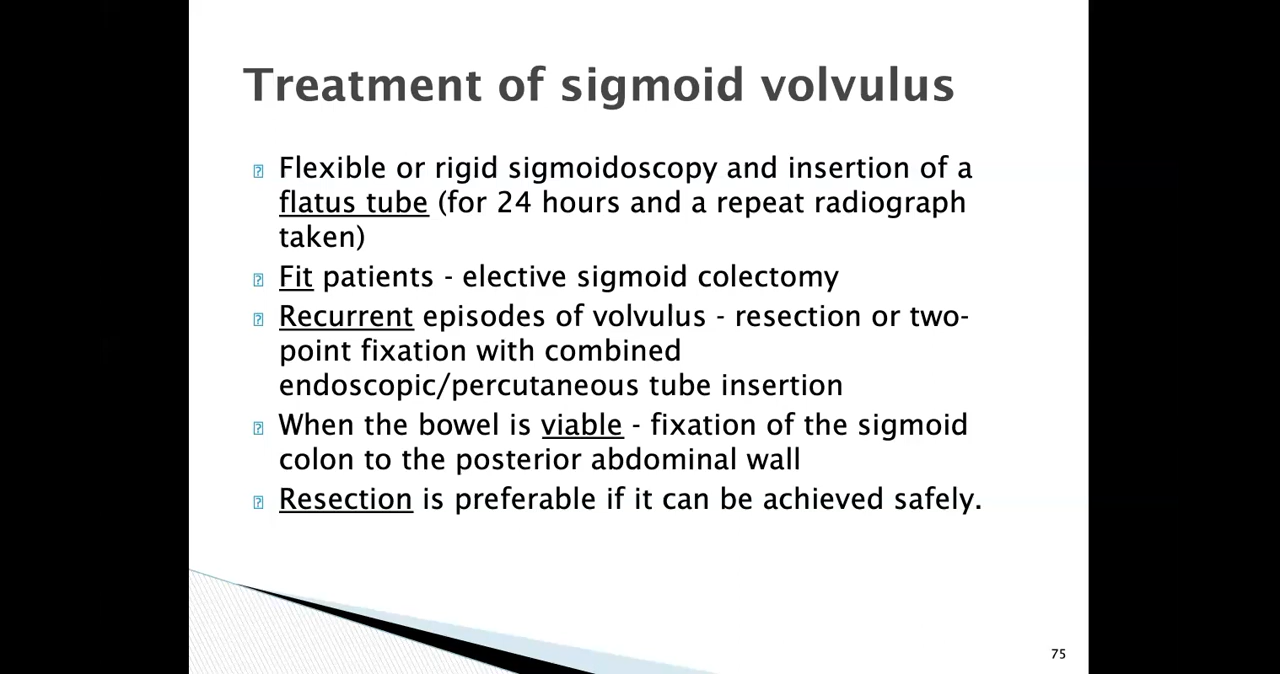 Treatment of sigmoid volvulus
Flexible or rigid sigmoidoscopy and insertion of a
flatus tube (for 24 hours and a repeat radiograph
taken)
Fit patients - elective sigmoid colectomy
Recurrent episodes of volvulus - resection or two-
point fixation with combined
endoscopic/percutaneous tube insertion
When the bowel is viable - fixation of the sigmoid
colon to the posterior abdominal wall
Resection is preferable if it can be achieved safely.
75